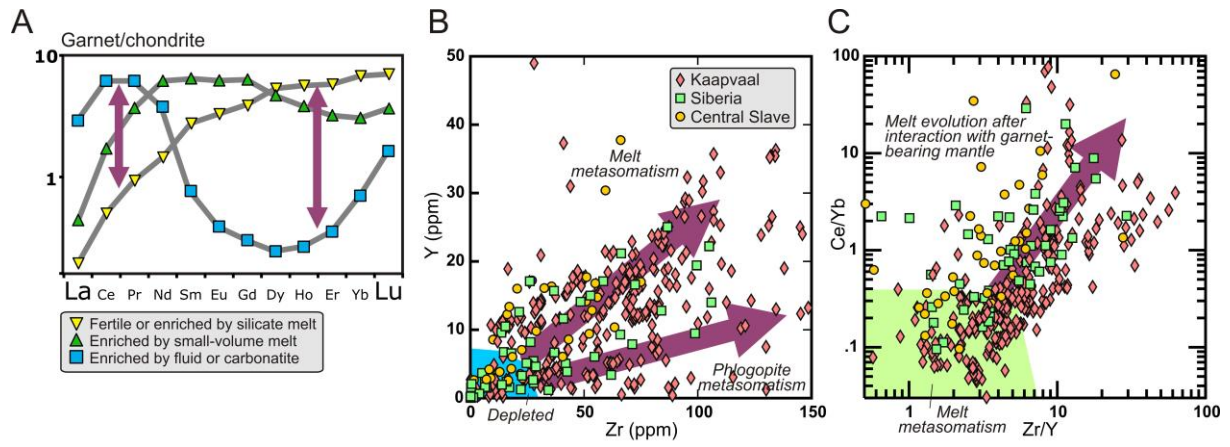 A
Garnet/chondrite
10
1
La Ce Pr Nd Sm Eu Gd Dy Ho Er Yb Lu
Fertile or enriched by silicate melt
Enriched by small-volume melt
Enriched by fluid or carbonatite
B
50
40
30
20
10
0
Y (ppm)
Kaapvaal
Siberia
Central Slave
Melt
metasomatism
Phlogopite
metasomatism
Depleted
0 50 100 150
Zr (ppm)
C
100
10
1
.1
Ce/Yb
Melt evolution after
interaction with garnet-
bearing mantle
Melt
metasomatism
1 10 100
Zr/Y